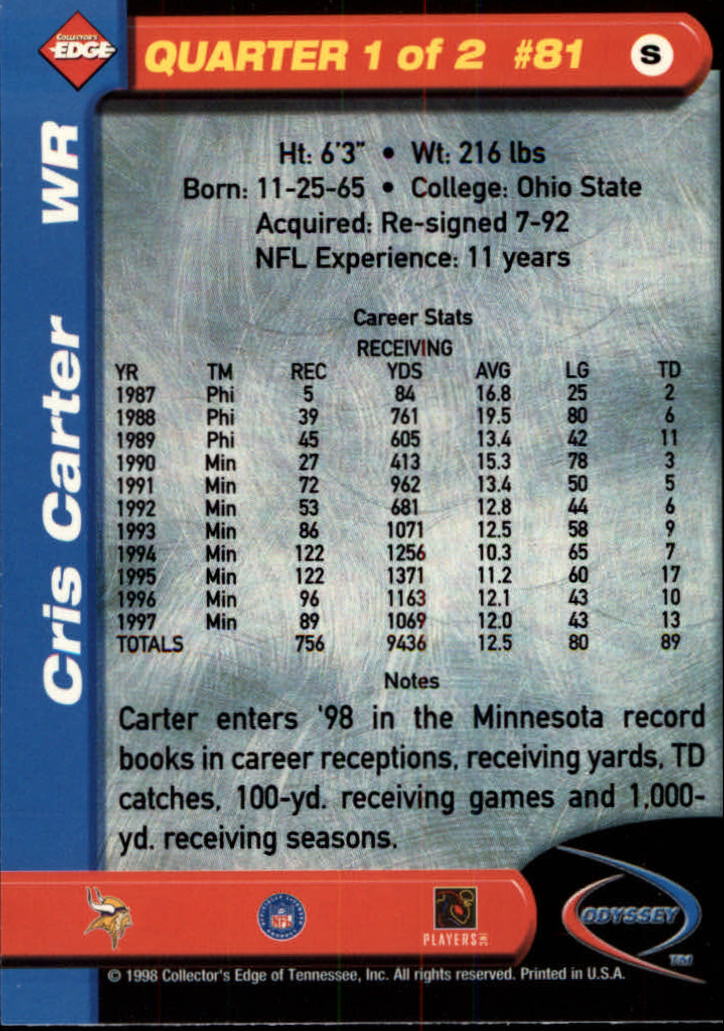 COLLECTOR'S
EDGE
QUARTER 1 of 2 #81
S
Cris Carter WR
Ht: 6'3" • Wt: 216 lbs
Born: 11-25-65 • College: Ohio State
Acquired: Re-signed 7-92
NFL Experience: 11 years
Career Stats
RECEIVING
YR TM REC YDS AVG LG TD
1987 Phi 5 84 16.8 25 2
1988 Phi 39 761 19.5 80 6
1989 Phi 45 605 13.4 42 11
1990 Min 27 413 15.3 78 3
1991 Min 72 962 13.4 50 5
1992 Min 53 681 12.8 44 6
1993 Min 86 1071 12.5 58 9
1994 Min 122 1256 10.3 65 7
1995 Min 122 1371 11.2 60 17
1996 Min 96 1163 12.1 43 10
1997 Min 89 1069 12.0 43 13
TOTALS 756 9436 12.5 80 89
Notes
Carter enters '98 in the Minnesota record
books in career receptions, receiving yards, TD
catches, 100-yd. receiving games and 1,000-
yd. receiving seasons.
NFL
PLAYERS
ODYSSEY
TM
© 1998 Collector's Edge of Tennessee, Inc. All rights reserved. Printed in U.S.A.